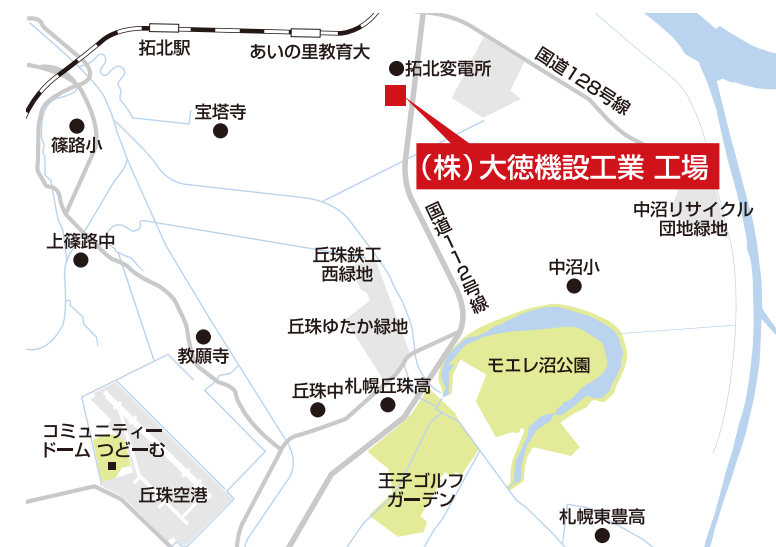 拓北駅
あいの里教育大
拓北変電所
国道128号線
宝塔寺
篠路小
(株)大徳機設工業 工場
中沼リサイクル
団地緑地
国道112号線
上篠路中
丘珠鉄工
西緑地
中沼小
丘珠ゆたか緑地
教願寺
モエレ沼公園
丘珠中
札幌丘珠高
コミュニティー
ドーム つどーむ
丘珠空港
王子ゴルフ
ガーデン
札幌東豊高